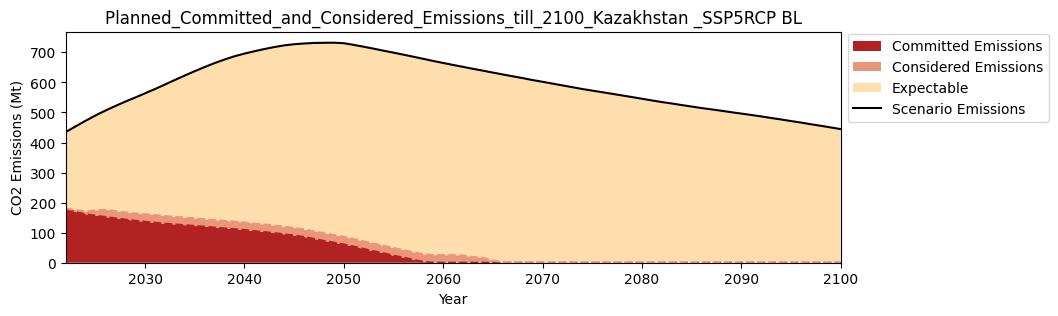 Planned_Committed_and_Considered_Emissions_till_2100_Kazakhstan _SSP5RCP BL
CO2 Emissions (Mt)
700
600
500
400
300
200
100
0
2030 2040 2050 2060 2070 2080 2090 2100
Year
Committed Emissions
Considered Emissions
Expectable
Scenario Emissions